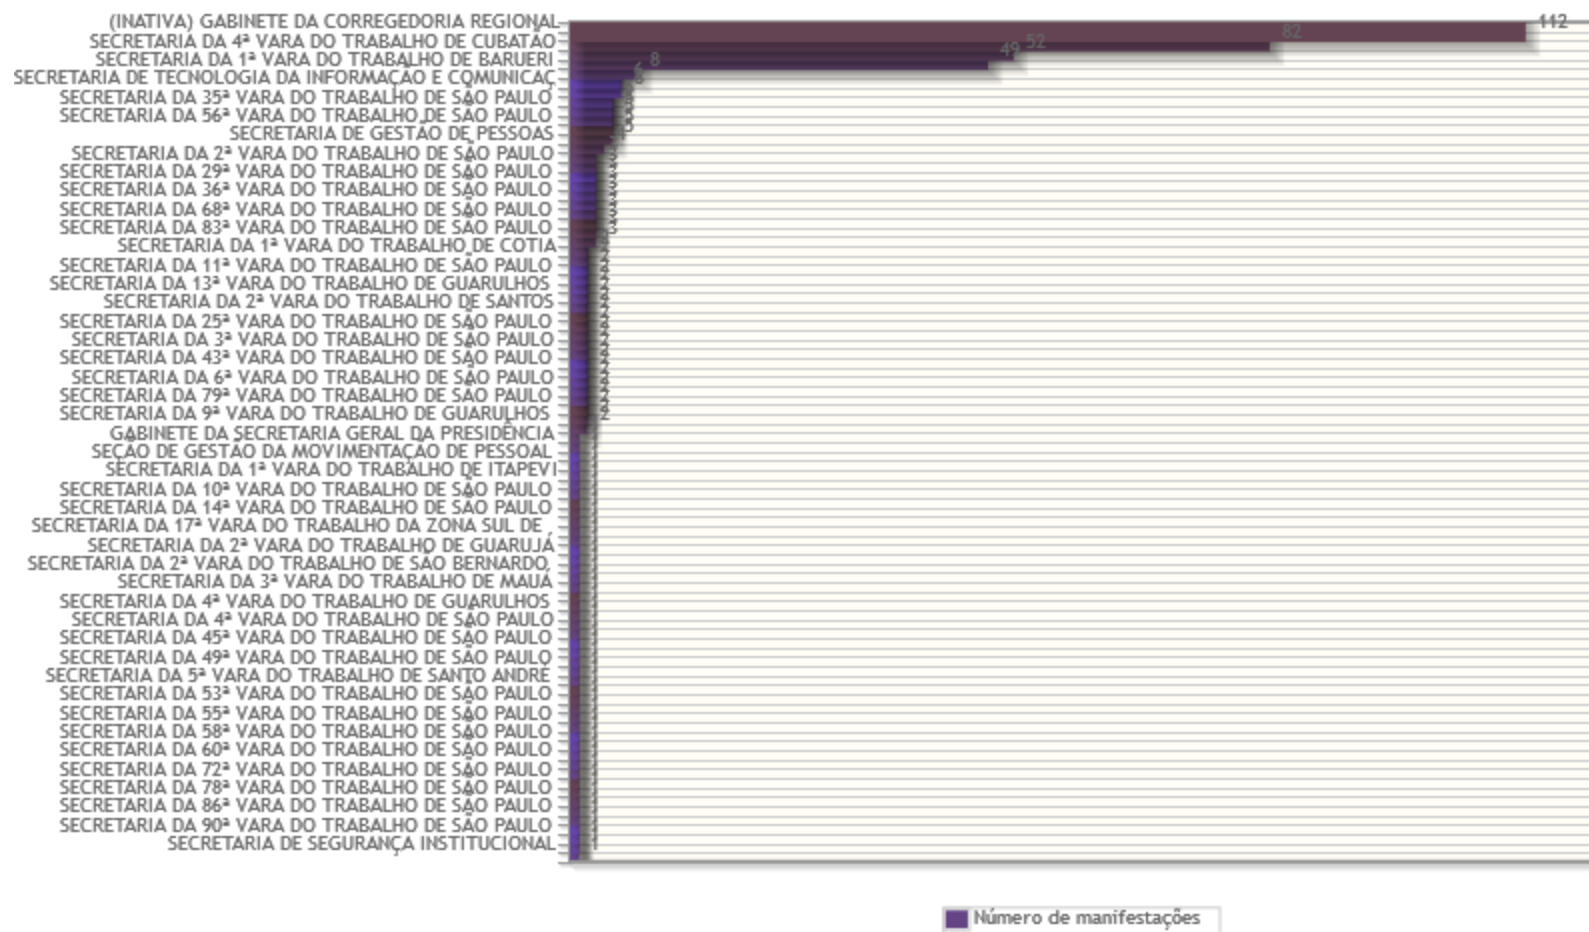 (INATIVA) GABINETE DA CORREGEDORIA REGIONAL
112
82
SECRETARIA DA 4ª VARA DO TRABALHO DE CUBATÃO
52
49
SECRETARIA DA 1ª VARA DO TRABALHO DE BARUERI
8
SECRETARIA DE TECNOLOGIA DA INFORMAÇÃO E COMUNICAÇ
SECRETARIA DA 35ª VARA DO TRABALHO DE SÃO PAULO
SECRETARIA DA 56ª VARA DO TRABALHO DE SÃO PAULO
SECRETARIA DE GESTÃO DE PESSOAS
SECRETARIA DA 2ª VARA DO TRABALHO DE SÃO PAULO
SECRETARIA DA 29ª VARA DO TRABALHO DE SÃO PAULO
SECRETARIA DA 36ª VARA DO TRABALHO DE SÃO PAULO
SECRETARIA DA 68ª VARA DO TRABALHO DE SÃO PAULO
SECRETARIA DA 83ª VARA DO TRABALHO DE SÃO PAULO
3
SECRETARIA DA 1ª VARA DO TRABALHO DE COTIA
SECRETARIA DA 11ª VARA DO TRABALHO DE SÃO PAULO
SECRETARIA DA 13ª VARA DO TRABALHO DE GUARULHOS
SECRETARIA DA 2ª VARA DO TRABALHO DE SANTOS
SECRETARIA DA 25ª VARA DO TRABALHO DE SÃO PAULO
SECRETARIA DA 3ª VARA DO TRABALHO DE SÃO PAULO
SECRETARIA DA 43ª VARA DO TRABALHO DE SÃO PAULO
SECRETARIA DA 6ª VARA DO TRABALHO DE SÃO PAULO
SECRETARIA DA 79ª VARA DO TRABALHO DE SÃO PAULO
SECRETARIA DA 9ª VARA DO TRABALHO DE GUARULHOS
2
GABINETE DA SECRETARIA GERAL DA PRESIDÊNCIA
SEÇÃO DE GESTÃO DA MOVIMENTAÇÃO DE PESSOAL
SECRETARIA DA 1ª VARA DO TRABALHO DE ITAPEVI
SECRETARIA DA 10ª VARA DO TRABALHO DE SÃO PAULO
SECRETARIA DA 14ª VARA DO TRABALHO DE SÃO PAULO
SECRETARIA DA 17ª VARA DO TRABALHO DA ZONA SUL DE
SECRETARIA DA 2ª VARA DO TRABALHO DE GUARUJÁ
SECRETARIA DA 2ª VARA DO TRABALHO DE SÃO BERNARDO
SECRETARIA DA 3ª VARA DO TRABALHO DE MAUÁ
SECRETARIA DA 4ª VARA DO TRABALHO DE GUARULHOS
SECRETARIA DA 4ª VARA DO TRABALHO DE SÃO PAULO
SECRETARIA DA 45ª VARA DO TRABALHO DE SÃO PAULO
SECRETARIA DA 49ª VARA DO TRABALHO DE SÃO PAULO
SECRETARIA DA 5ª VARA DO TRABALHO DE SANTO ANDRÉ
SECRETARIA DA 53ª VARA DO TRABALHO DE SÃO PAULO
SECRETARIA DA 55ª VARA DO TRABALHO DE SÃO PAULO
SECRETARIA DA 58ª VARA DO TRABALHO DE SÃO PAULO
SECRETARIA DA 60ª VARA DO TRABALHO DE SÃO PAULO
SECRETARIA DA 72ª VARA DO TRABALHO DE SÃO PAULO
SECRETARIA DA 78ª VARA DO TRABALHO DE SÃO PAULO
SECRETARIA DA 86ª VARA DO TRABALHO DE SÃO PAULO
SECRETARIA DA 90ª VARA DO TRABALHO DE SÃO PAULO
SECRETARIA DE SEGURANÇA INSTITUCIONAL
Número de manifestações